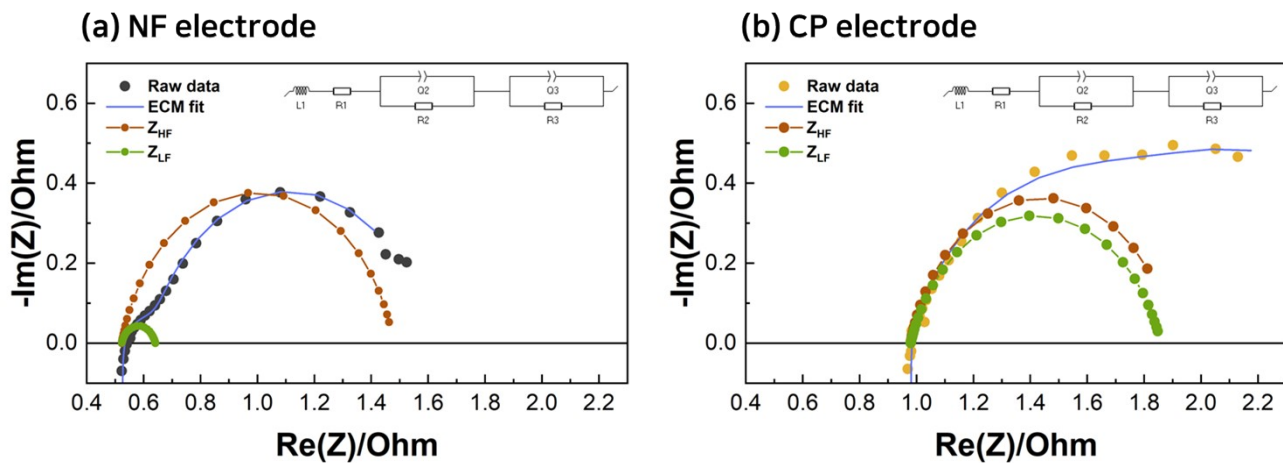 (a) NF electrode
Raw data
ECM fit
Z_HF
Z_LF
L1
R1
Q2
R2
Q3
R3
-Im(Z)/Ohm
0.6
0.4
0.2
0.0
0.4 0.6 0.8 1.0 1.2 1.4 1.6 1.8 2.0 2.2
Re(Z)/Ohm
(b) CP electrode
Raw data
ECM fit
Z_HF
Z_LF
L1
R1
Q2
R2
Q3
R3
-Im(Z)/Ohm
0.6
0.4
0.2
0.0
0.4 0.6 0.8 1.0 1.2 1.4 1.6 1.8 2.0 2.2
Re(Z)/Ohm